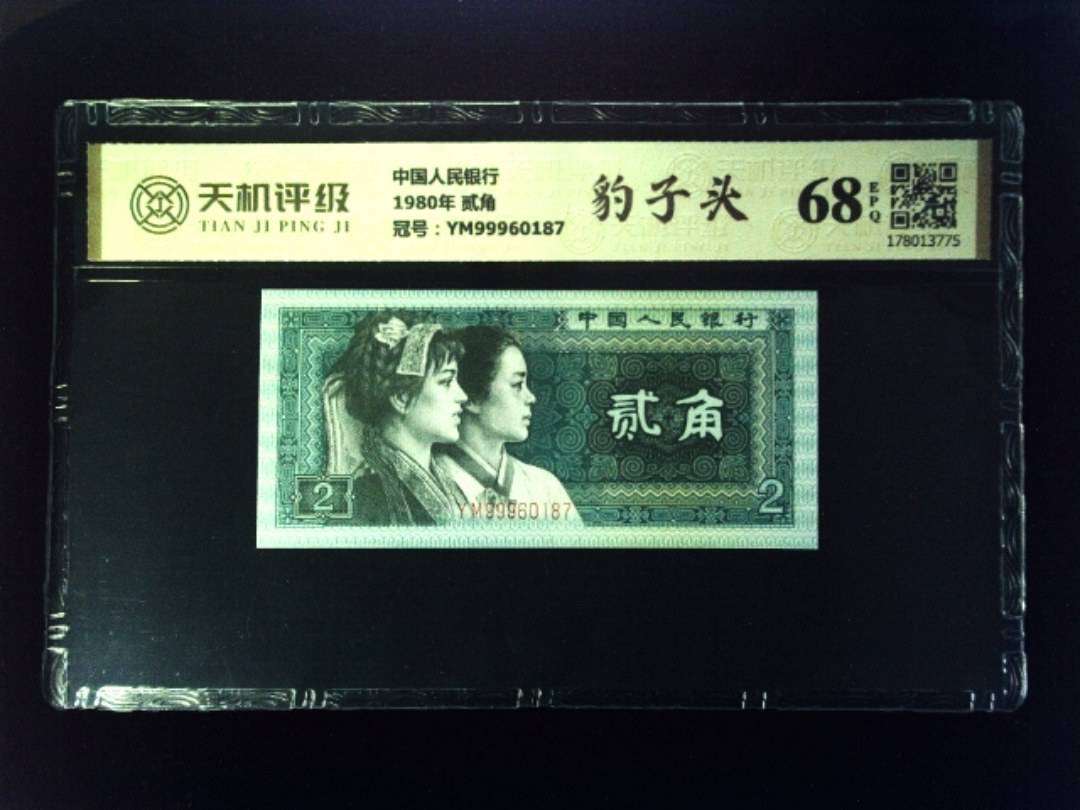 天机评级
TIAN JI PING JI
中国人民银行
1980年 贰角
冠号：YM99960187
豹子头
68
EPQ
178013775
中国人民银行
贰角
2
2
YM99960187